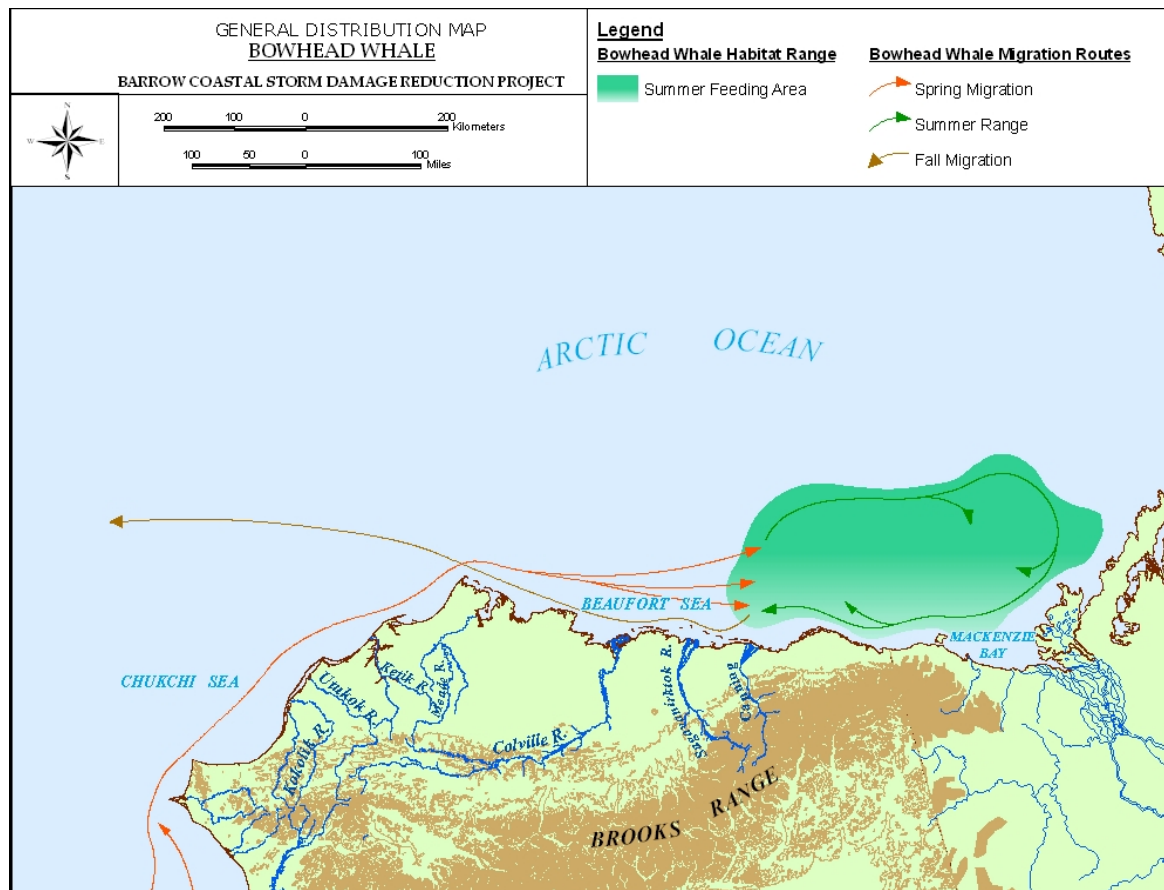 GENERAL DISTRIBUTION MAP
BOWHEAD WHALE
BARROW COASTAL STORM DAMAGE REDUCTION PROJECT
N
W
E
S
200 100 0 200
Kilometers
100 50 0 100
Miles
Legend
Bowhead Whale Habitat Range
Summer Feeding Area
Bowhead Whale Migration Routes
Spring Migration
Summer Range
Fall Migration
ARCTIC OCEAN
BEAUFORT SEA
MACKENZIE
BAY
CHUKCHI SEA
Ketik R.
Meade R.
Utukok R.
Kokolik R.
Colville R.
Canning
BROOKS RANGE